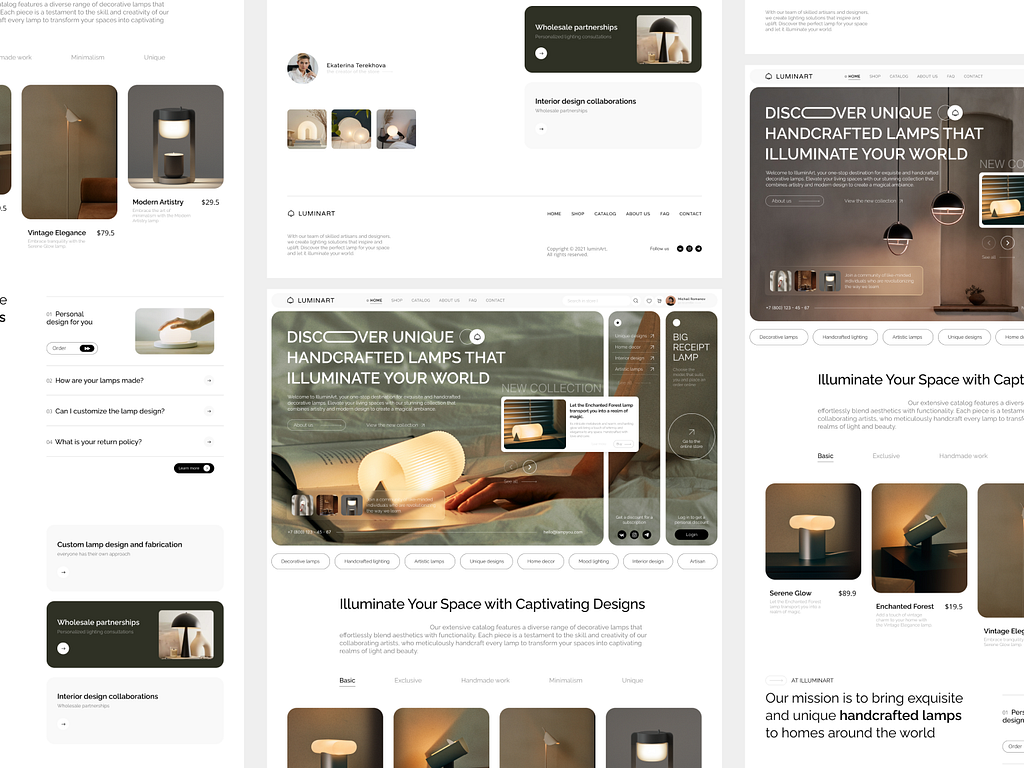 atalog features a diverse range of decorative lamps that
Each piece is a testament to the skill and creativity of our
aft every lamp to transform your spaces into captivating
made work
Minimalism
Unique
Modern Artistry
$29.5
Embrace the art of
minimalism with the Modern
Artistry lamp.
Vintage Elegance
$79.5
Embrace tranquility with the
Serene Glow lamp.
01 Personal
design for you
Order
02 How are your lamps made?
03 Can I customize the lamp design?
04 What is your return policy?
Learn more
Custom lamp design and fabrication
everyone has their own approach
Wholesale partnerships
Personalized lighting consultations
Interior design collaborations
Wholesale partnerships
Ekaterina Terekhova
Wholesale partnerships
Personalized lighting consultations
Interior design collaborations
Wholesale partnerships
LUMINART
HOME
SHOP
CATALOG
ABOUT US
FAQ
CONTACT
With our team of skilled artisans and designers,
we create lighting solutions that inspire and
uplift. Discover the perfect lamp for your space
and let it illuminate your world.
Copyright © 2021 luminArt.
All rights reserved
Follow us
LUMINART
HOME
SHOP
CATALOG
ABOUT US
FAQ
CONTACT
DISCOVER UNIQUE
HANDCRAFTED LAMPS THAT
ILLUMINATE YOUR WORLD
Welcome to IlluminArt, your one-stop destination for exquisite and handcrafted
decorative lamps. Elevate your living spaces with our stunning collection that
combines artistry and modern design to create a magical ambiance.
About us
View the new collection
NEW COLLECTION
Let the Enchanted Forest lamp
transport you into a realm of
magic.
See all
Join a community of like-minded
individuals who are revolutionizing
the way we learn
+7 (800) 123 - 45 - 67
Unique designs
Home decor
Interior design
Artistic lamps
Get a discount for a
subscription
BIG
RECEIPT
LAMP
Choose the
model that suits
you and place an
order online
Go to the
online store
Log in to get a
personal discount
Login
Decorative lamps
Handcrafted lighting
Artistic lamps
Unique designs
Home decor
Mood lighting
Interior design
Artisan
Illuminate Your Space with Captivating Designs
Our extensive catalog features a diverse range of decorative lamps that
effortlessly blend aesthetics with functionality. Each piece is a testament to the skill and creativity of our
collaborating artists, who meticulously handcraft every lamp to transform your spaces into captivating
realms of light and beauty.
Basic
Exclusive
Handmade work
Minimalism
Unique
With our team of skilled artisans and designers,
we create lighting solutions that inspire and
uplift. Discover the perfect lamp for your space
and let it illuminate your world.
LUMINART
HOME
SHOP
CATALOG
ABOUT US
FAQ
CONTACT
DISCOVER UNIQUE
HANDCRAFTED LAMPS THAT
ILLUMINATE YOUR WORLD
Welcome to IlluminArt, your one-stop destination for exquisite and handcrafted
decorative lamps. Elevate your living spaces with our stunning collection that
combines artistry and modern design to create a magical ambiance.
About us
View the new collection
NEW CO
See all
Join a community of like-minded
individuals who are revolutionizing
the way we learn
+7 (800) 123 - 45 - 67
Decorative lamps
Handcrafted lighting
Artistic lamps
Unique designs
Home de
Illuminate Your Space with Capt
Our extensive catalog features a divers
effortlessly blend aesthetics with functionality. Each piece is a testame
collaborating artists, who meticulously handcraft every lamp to transf
realms of light and beauty.
Basic
Exclusive
Handmade work
Serene Glow
$89.9
Let the Enchanted Forest
lamp transport you into a
realm of magic.
Enchanted Forest
$19.5
Add a touch of vintage
charm to your home with
the Vintage Elegance lamp.
Vintage Eleg
AT ILLUMINART
Our mission is to bring exquisite
and unique handcrafted lamps
to homes around the world
01 Pers
design
Order